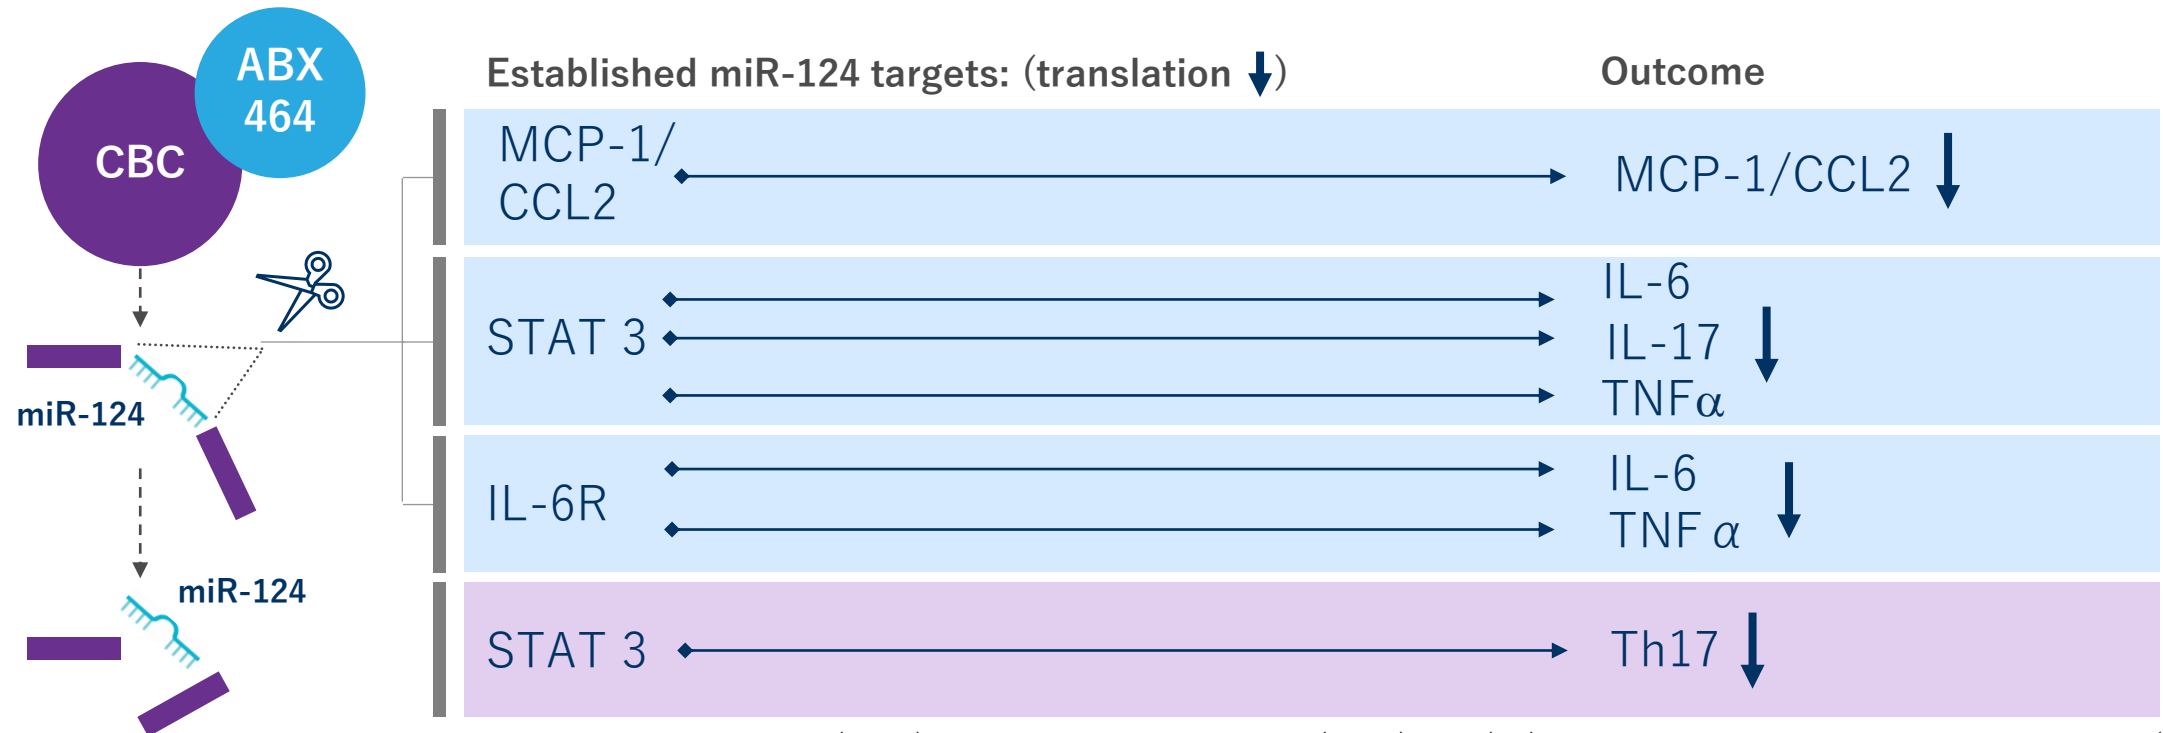 ABX
464
CBC
miR-124
miR-124
Established miR-124 targets: (translation ↓)
Outcome
MCP-1/
CCL2
MCP-1/CCL2 ↓
STAT 3
IL-6
IL-17 ↓
TNFα
IL-6R
IL-6
TNF α ↓
STAT 3
Th17 ↓